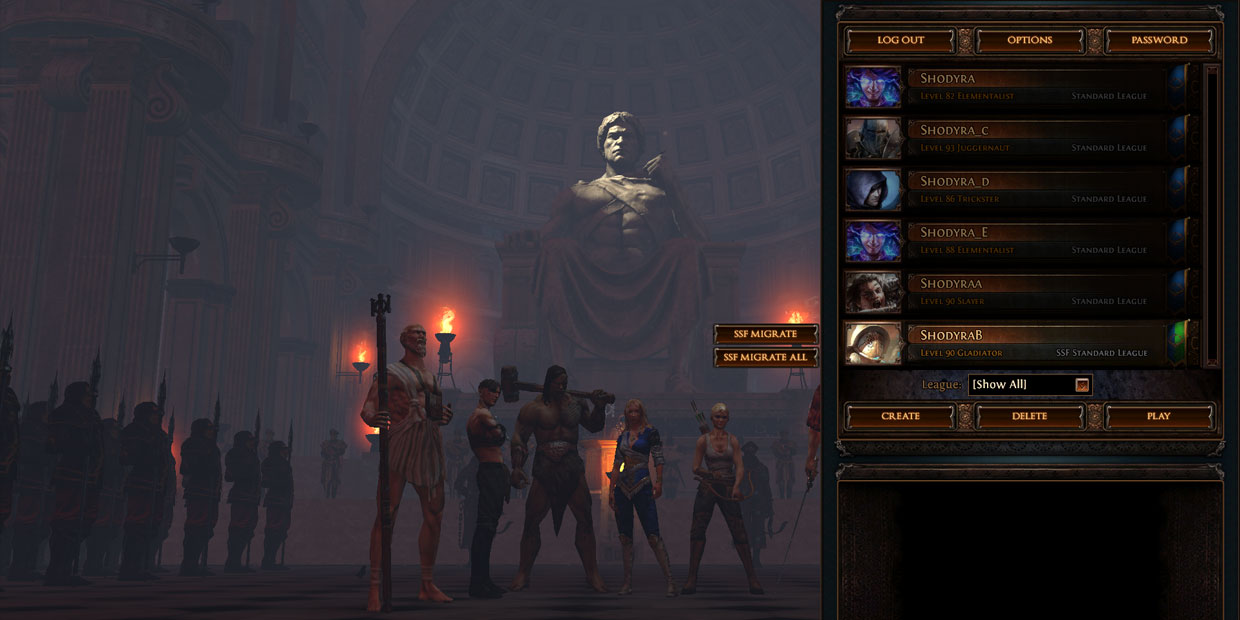 LOG OUT
OPTIONS
PASSWORD
Shodyra
Level 82 Elementalist
Standard League
Shodyra_c
Level 93 Juggernaut
Standard League
Shodyra_d
Level 86 Trickster
Standard League
Shodyra_E
Level 88 Elementalist
Standard League
Shodyraa
Level 90 Slayer
Standard League
SSF MIGRATE
SSF MIGRATE ALL
ShodyraB
Level 90 Gladiator
SSF Standard League
League: [Show All]
CREATE
DELETE
PLAY